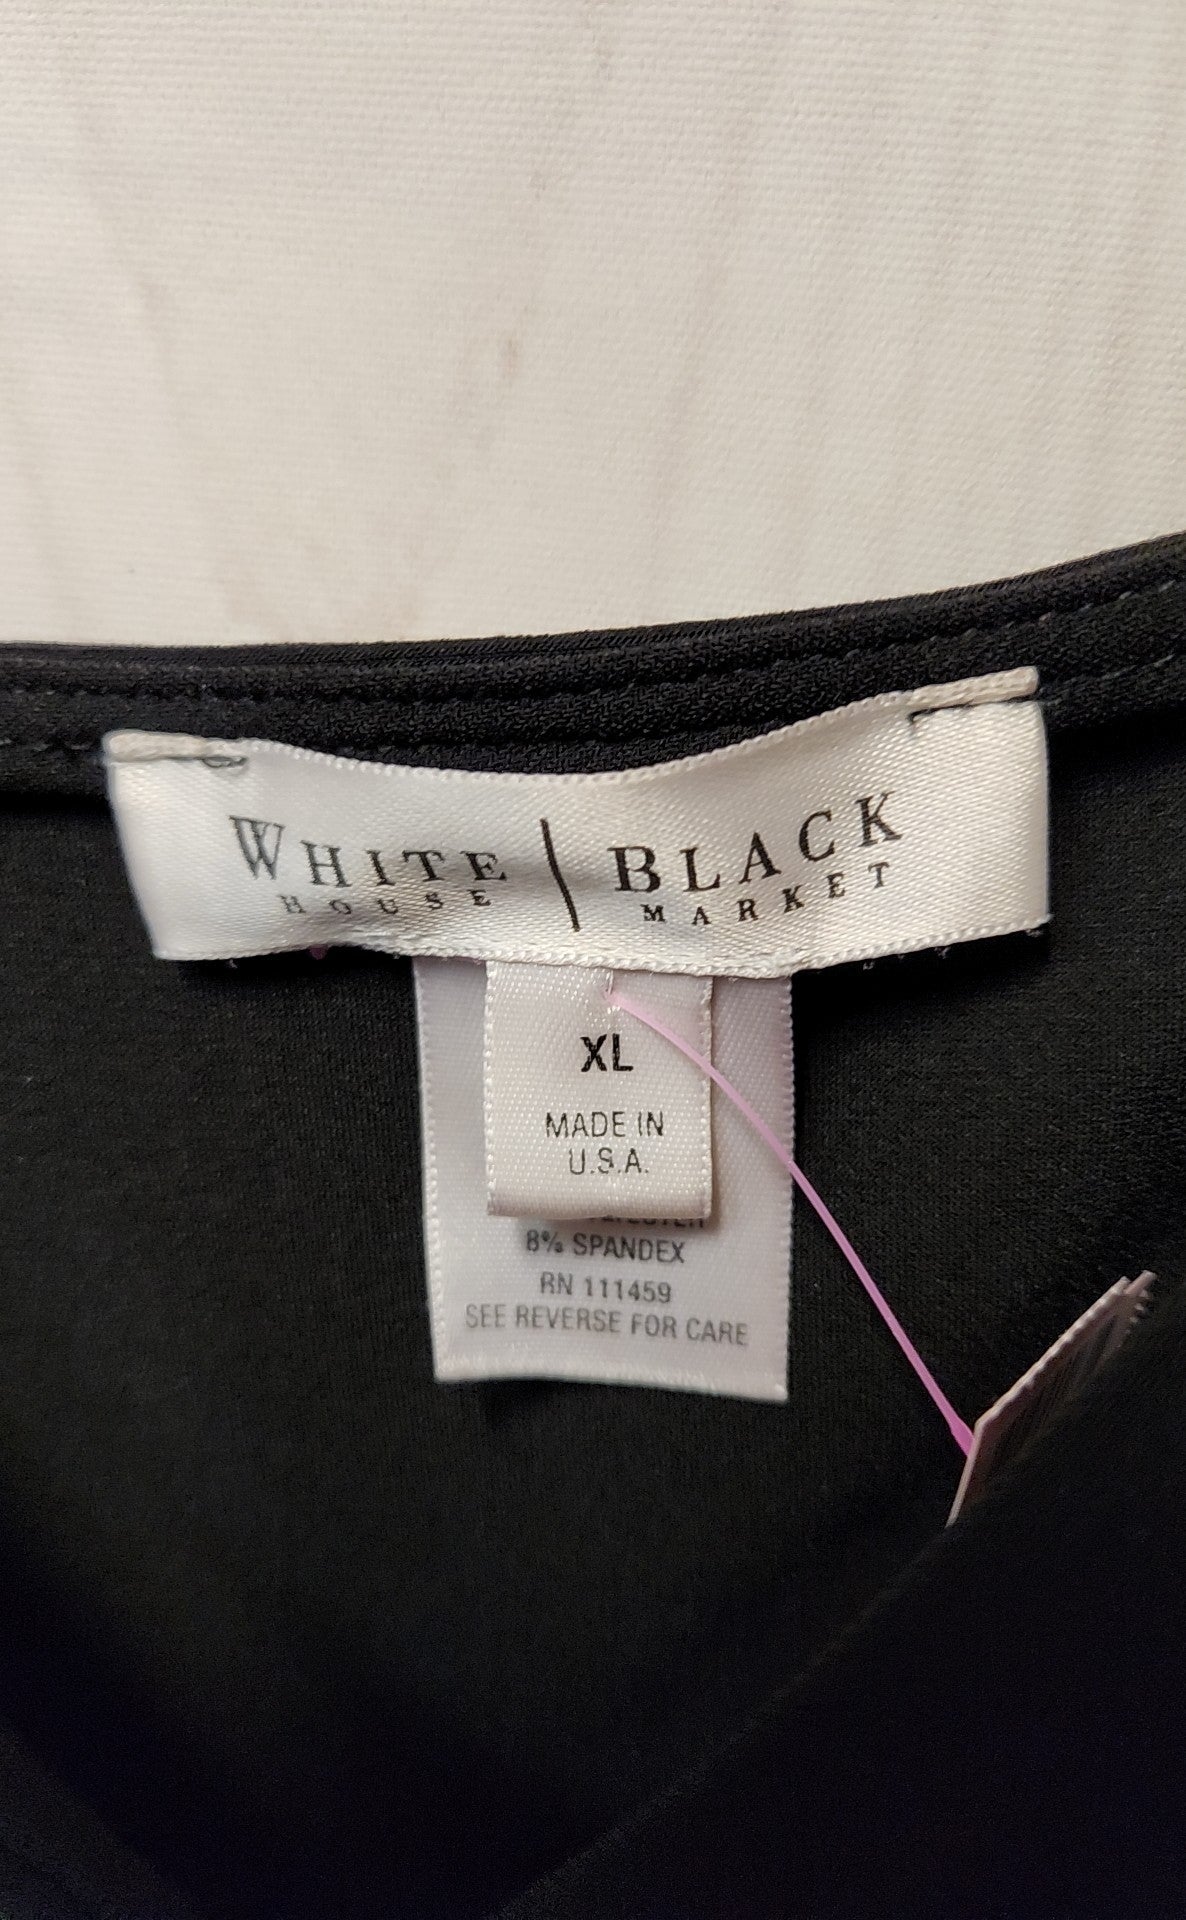 WHITE | BLACK
HOUSE MARKET
XL
MADE IN
U.S.A.
8% SPANDEX
RN 111459
SEE REVERSE FOR CARE